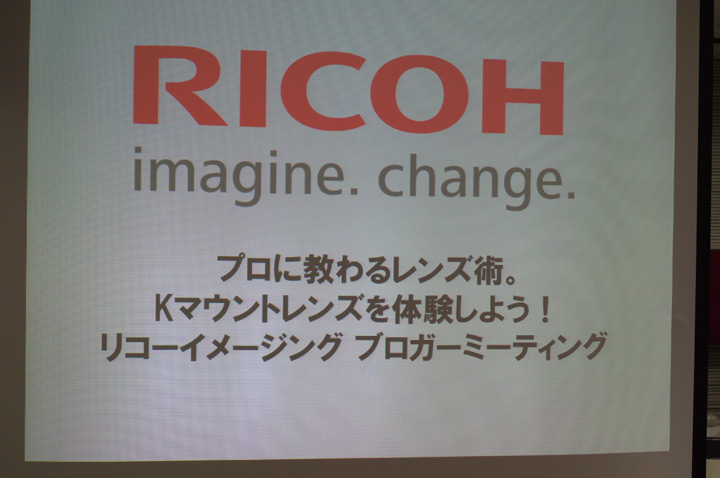 RICOH
imagine. change.
プロに教わるレンズ術。
Kマウントレンズを体験しよう！
リコーイメージング ブロガーミーティング